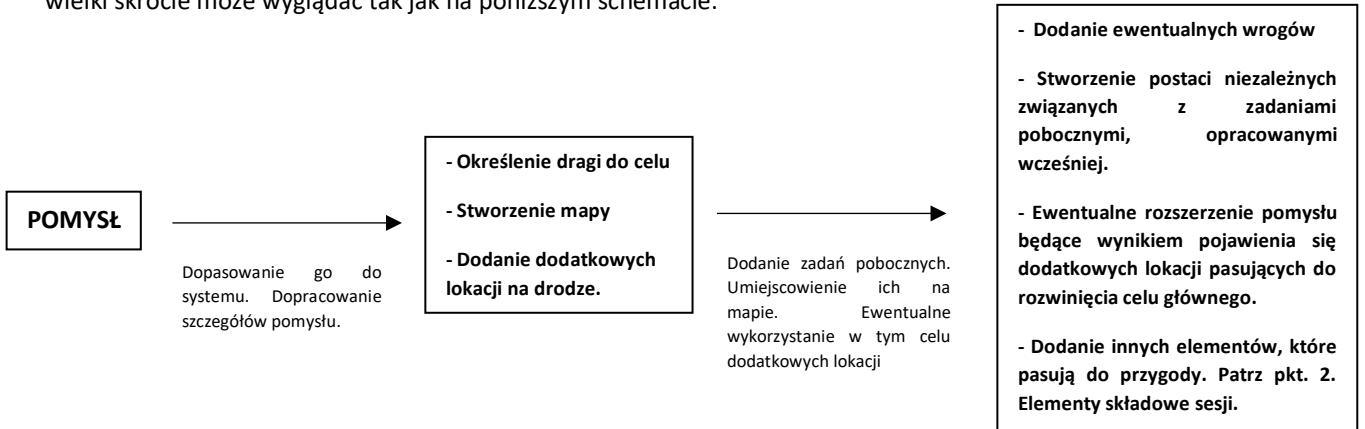 wielki skrócie może wyglądać tak jak na poniższym schemacie:
POMYSŁ
Dopasowanie go do
systemu. Dopracowanie
szczegółów pomysłu.
- Określenie dragi do celu
- Stworzenie mapy
- Dodanie dodatkowych
lokacji na drodze.
Dodanie zadań pobocznych.
Umiejscowienie ich na
mapie. Ewentualne
wykorzystanie w tym celu
dodatkowych lokacji
- Dodanie ewentualnych wrogów
- Stworzenie postaci niezależnych
związanych z zadaniami
pobocznymi, opracowanymi
wcześniej.
- Ewentualne rozszerzenie pomysłu
będące wynikiem pojawienia się
dodatkowych lokacji pasujących do
rozwinięcia celu głównego.
- Dodanie innych elementów, które
pasują do przygody. Patrz pkt. 2.
Elementy składowe sesji.